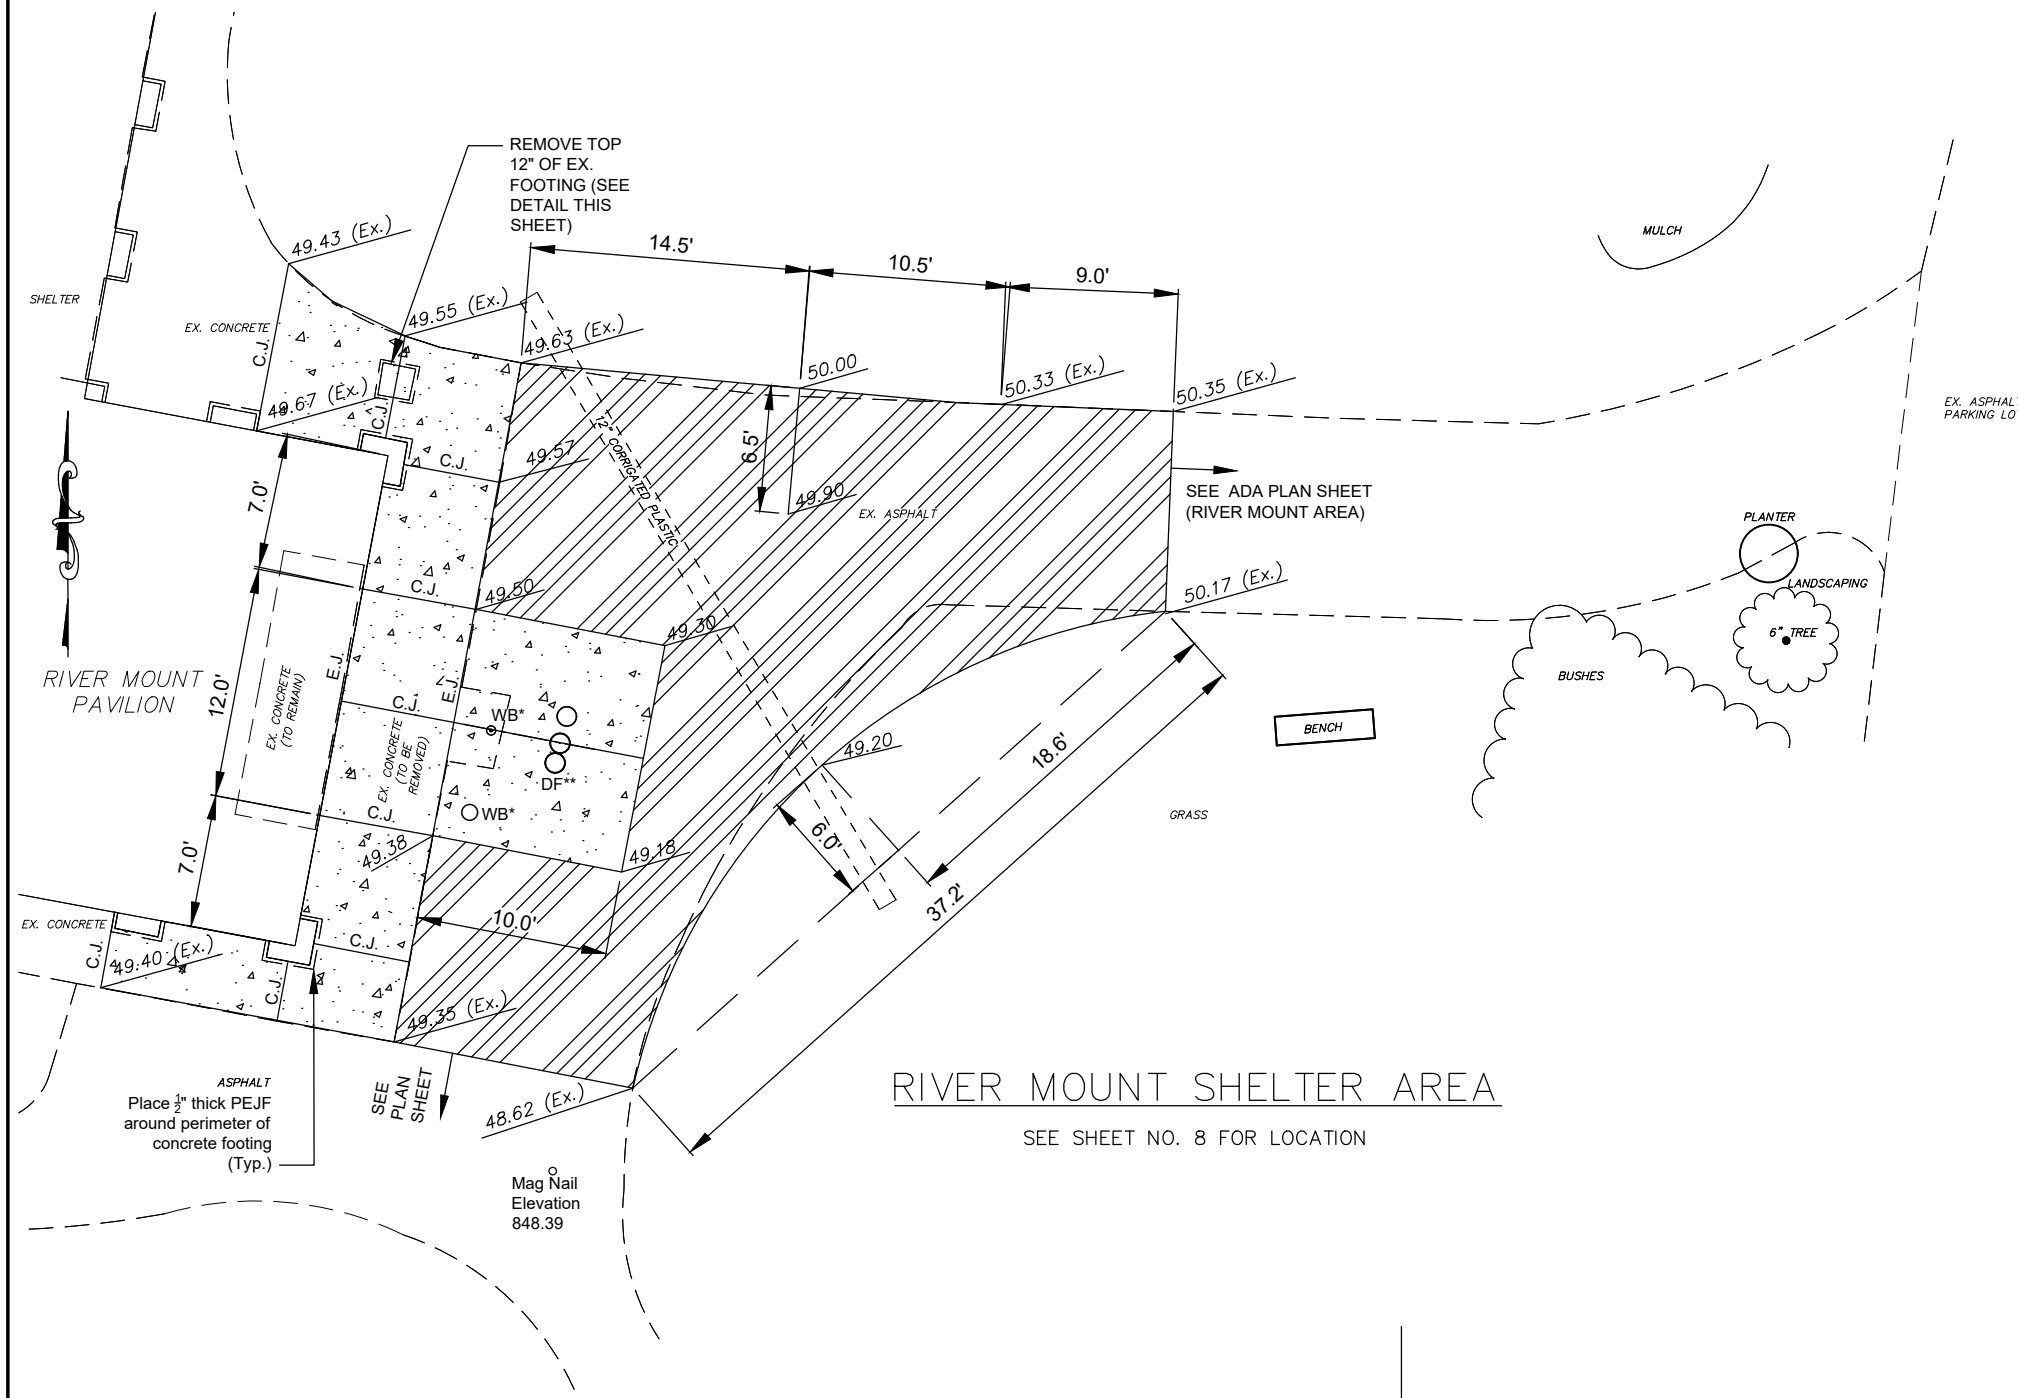 REMOVE TOP
12" OF EX.
FOOTING (SEE
DETAIL THIS
SHEET)
49.43 (Ex.)
14.5'
10.5'
9.0'
MULCH
SHELTER
EX. CONCRETE
C.J.
49.55 (Ex.)
49.63 (Ex.)
50.00
50.33 (Ex.)
50.35 (Ex.)
EX. ASPHALT
PARKING LO
49.67 (Ex.)
C.J.
C.J.
49.57
12" CORRIGATED PLASTIC
6.5'
49.90
EX. ASPHALT
SEE ADA PLAN SHEET
(RIVER MOUNT AREA)
7.0'
PLANTER
LANDSCAPING
6" TREE
C.J.
49.50
49.30
50.17 (Ex.)
RIVER MOUNT
PAVILION
12.0'
EX. CONCRETE
(TO REMAIN)
E.J.
E.J.
C.J.
EX. CONCRETE
(TO BE
REMOVED)
WB*
DF**
WB*
C.J.
49.20
18.6'
37.2'
6.0'
BUSHES
BENCH
GRASS
7.0'
49.38
49.18
10.0'
EX. CONCRETE
C.J.
49.40 (Ex.)
C.J.
C.J.
49.35 (Ex.)
SEE
PLAN
SHEET
48.62 (Ex.)
ASPHALT
Place ½" thick PEJF
around perimeter of
concrete footing
(Typ.)
Mag Nail
Elevation
848.39
RIVER MOUNT SHELTER AREA
SEE SHEET NO. 8 FOR LOCATION